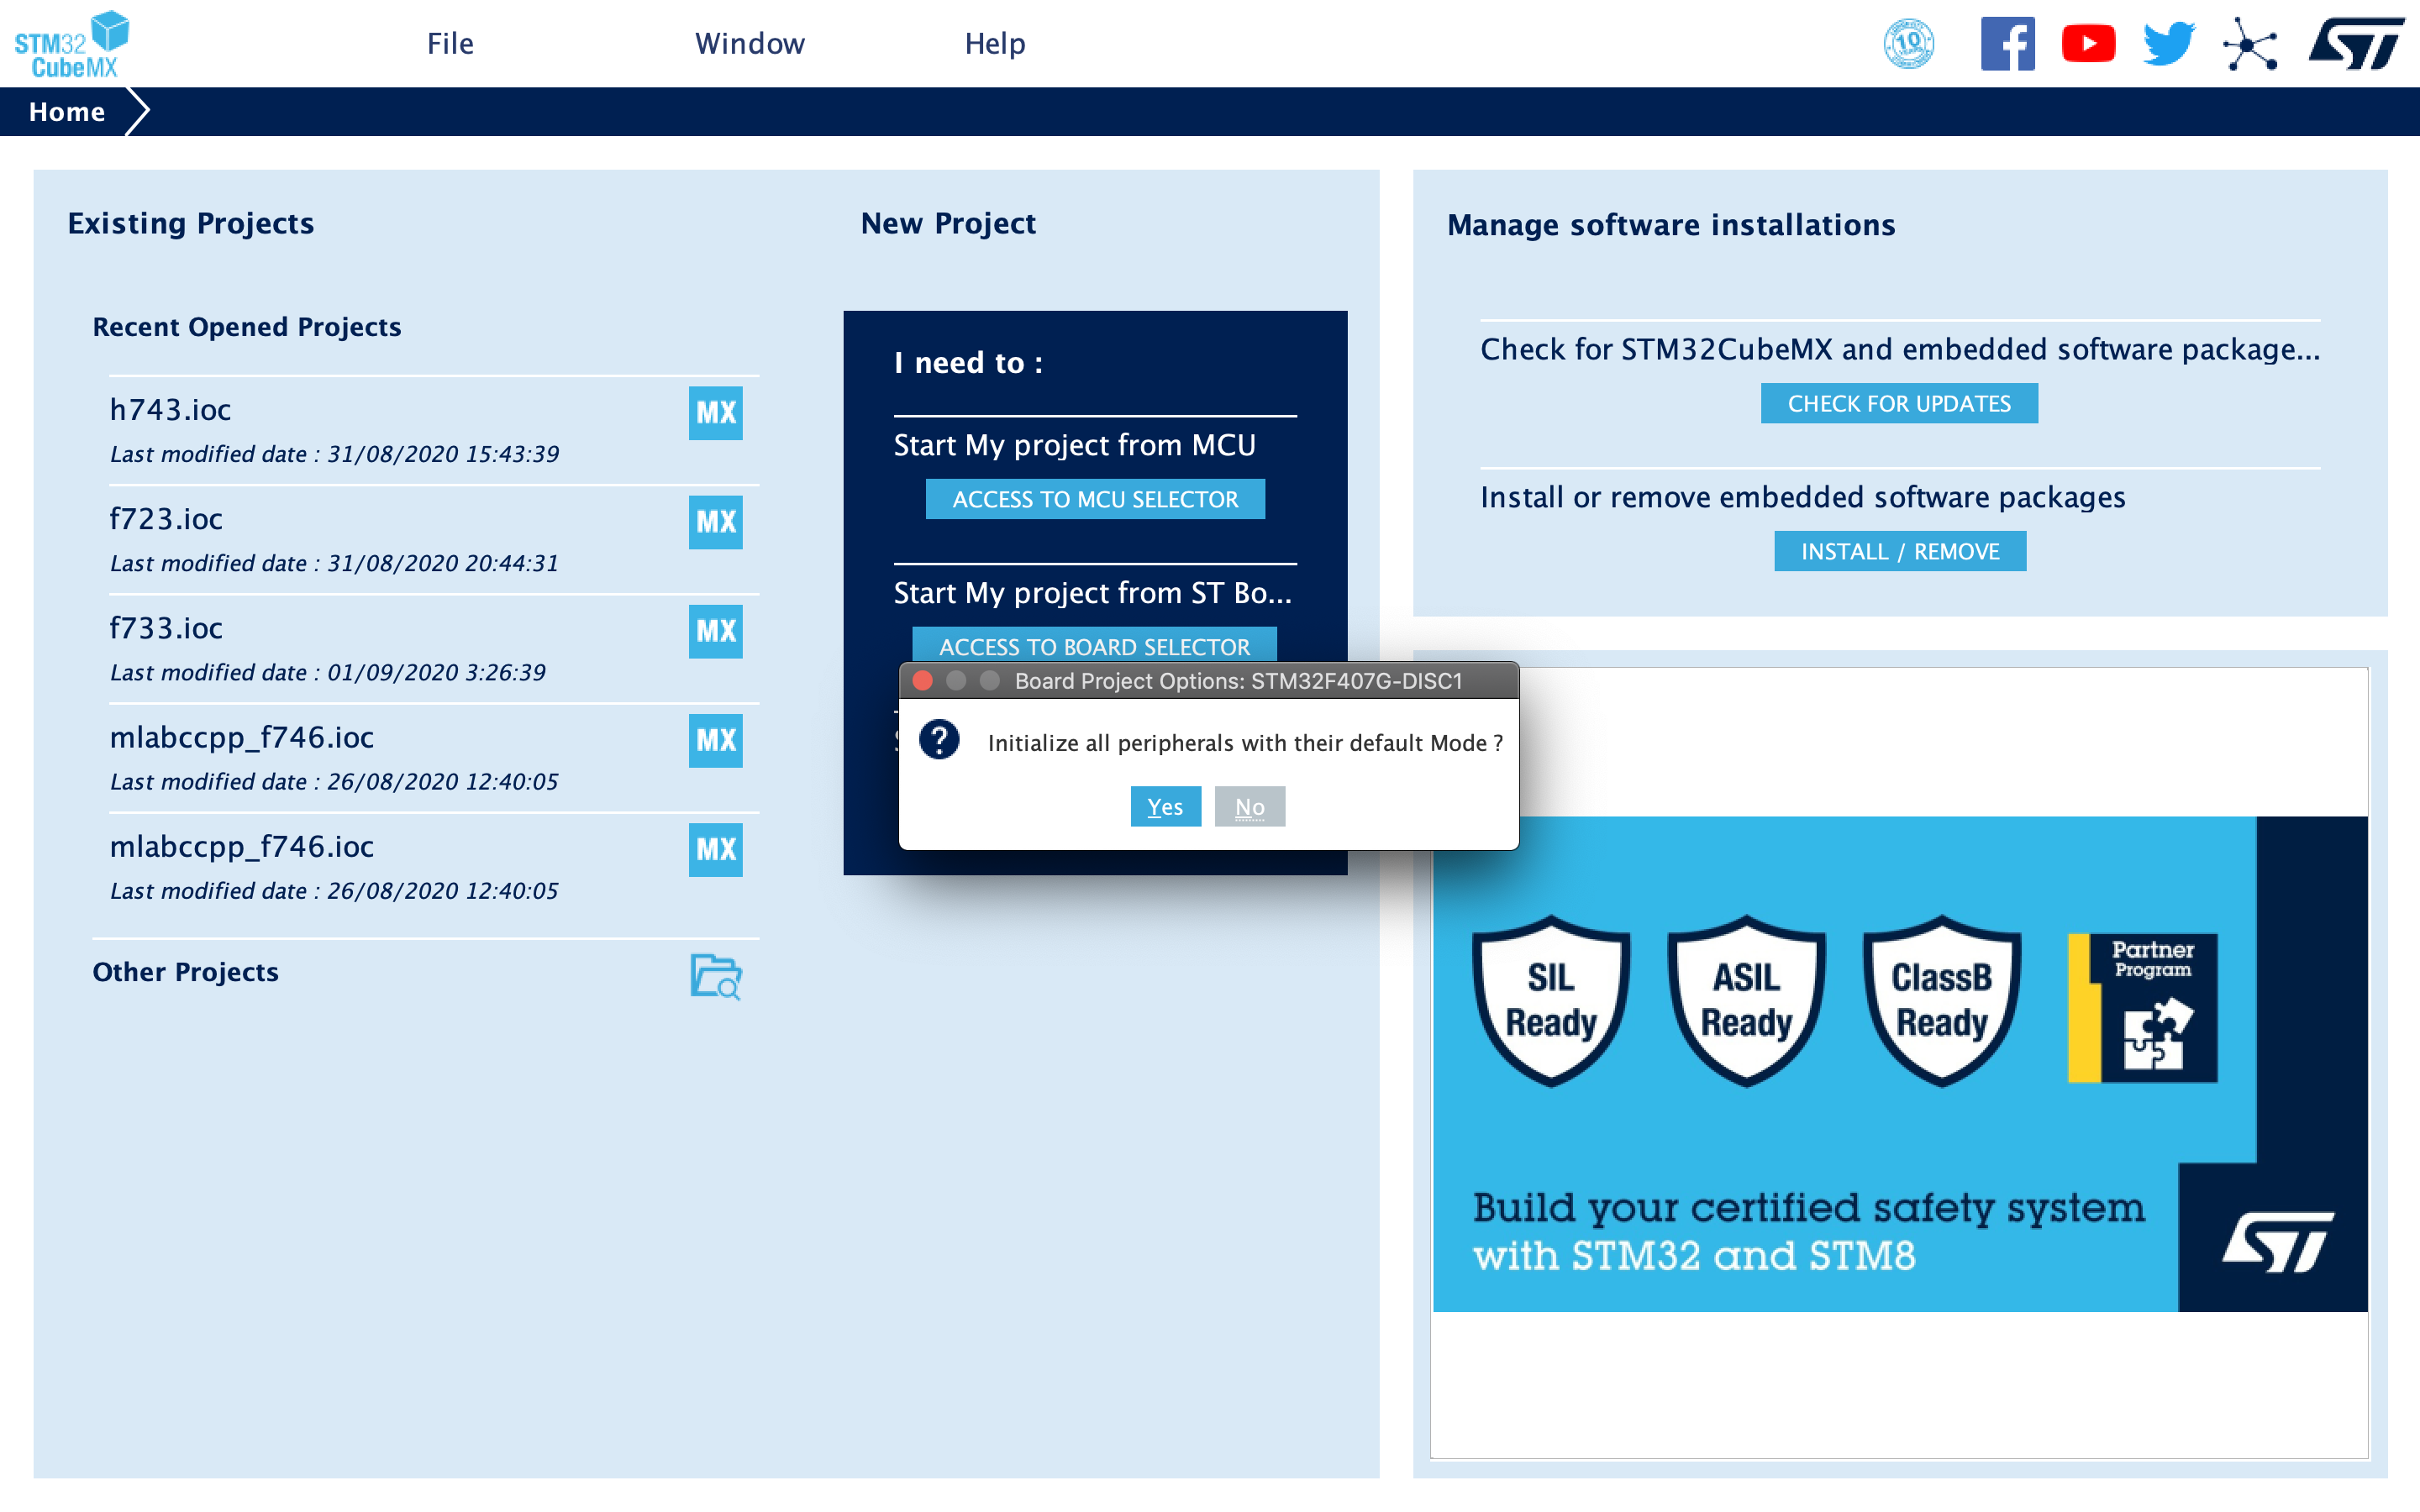 STM32
CubeMX
File
Window
Help
10
Home
Existing Projects
Recent Opened Projects
h743.ioc
MX
Last modified date : 31/08/2020 15:43:39
f723.ioc
MX
Last modified date : 31/08/2020 20:44:31
f733.ioc
MX
Last modified date : 01/09/2020 3:26:39
mlabccpp_f746.ioc
MX
Last modified date : 26/08/2020 12:40:05
mlabccpp_f746.ioc
MX
Last modified date : 26/08/2020 12:40:05
Other Projects
New Project
I need to :
Start My project from MCU
ACCESS TO MCU SELECTOR
Start My project from ST Bo...
ACCESS TO BOARD SELECTOR
Board Project Options: STM32F407G-DISC1
Initialize all peripherals with their default Mode ?
Yes
No
Manage software installations
Check for STM32CubeMX and embedded software package...
CHECK FOR UPDATES
Install or remove embedded software packages
INSTALL / REMOVE
SIL
Ready
ASIL
Ready
ClassB
Ready
Partner
Program
Build your certified safety system
with STM32 and STM8
ST